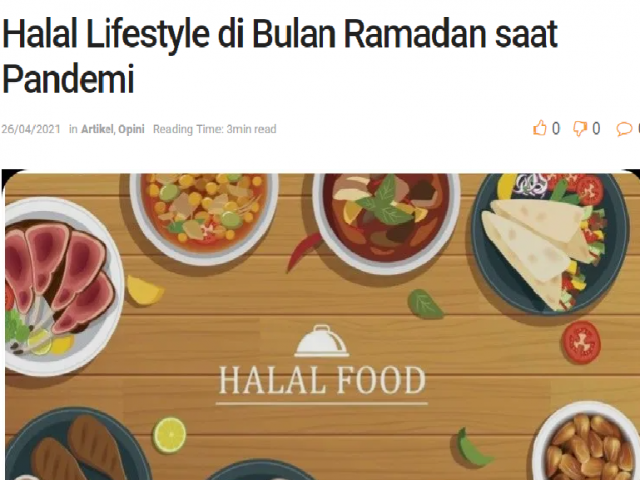 Halal Lifestyle di Bulan Ramadan saat
Pandemi
26/04/2021 in Artikel, Opini Reading Time: 3min read
0 0
HALAL FOOD